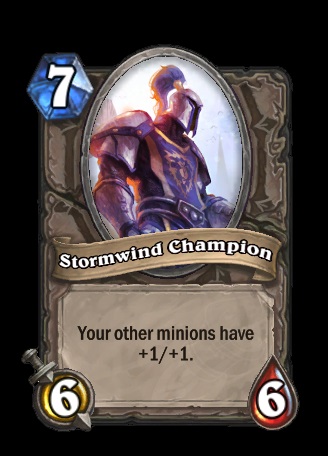 7
Stormwind Champion
Your other minions have
+1/+1.
6
6